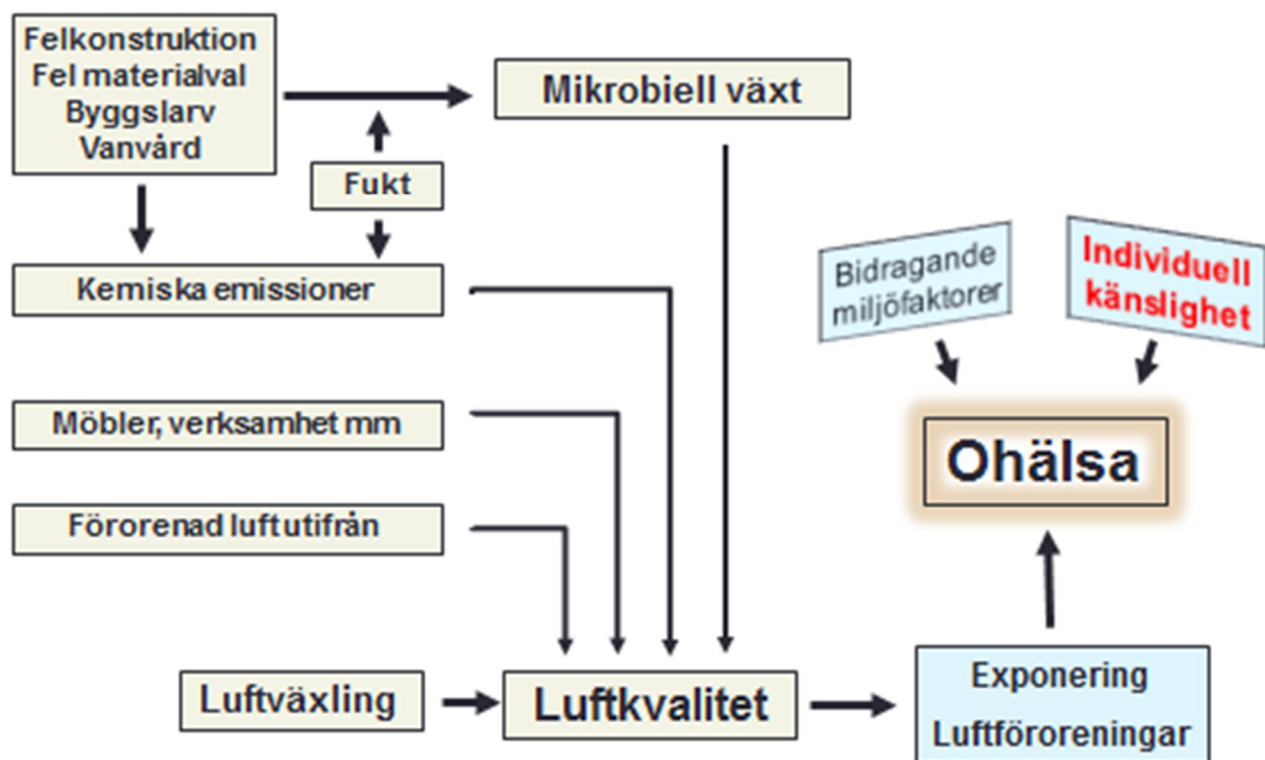 Felkonstruktion
Fel materialval
Byggslarv
Vanvård
Mikrobiell växt
Fukt
Kemiska emissioner
Bidragande
miljöfaktorer
Individuell
känslighet
Möbler, verksamhet mm
Ohälsa
Förorenad luft utifrån
Luftväxling
Luftkvalitet
Exponering
Luftföroreningar